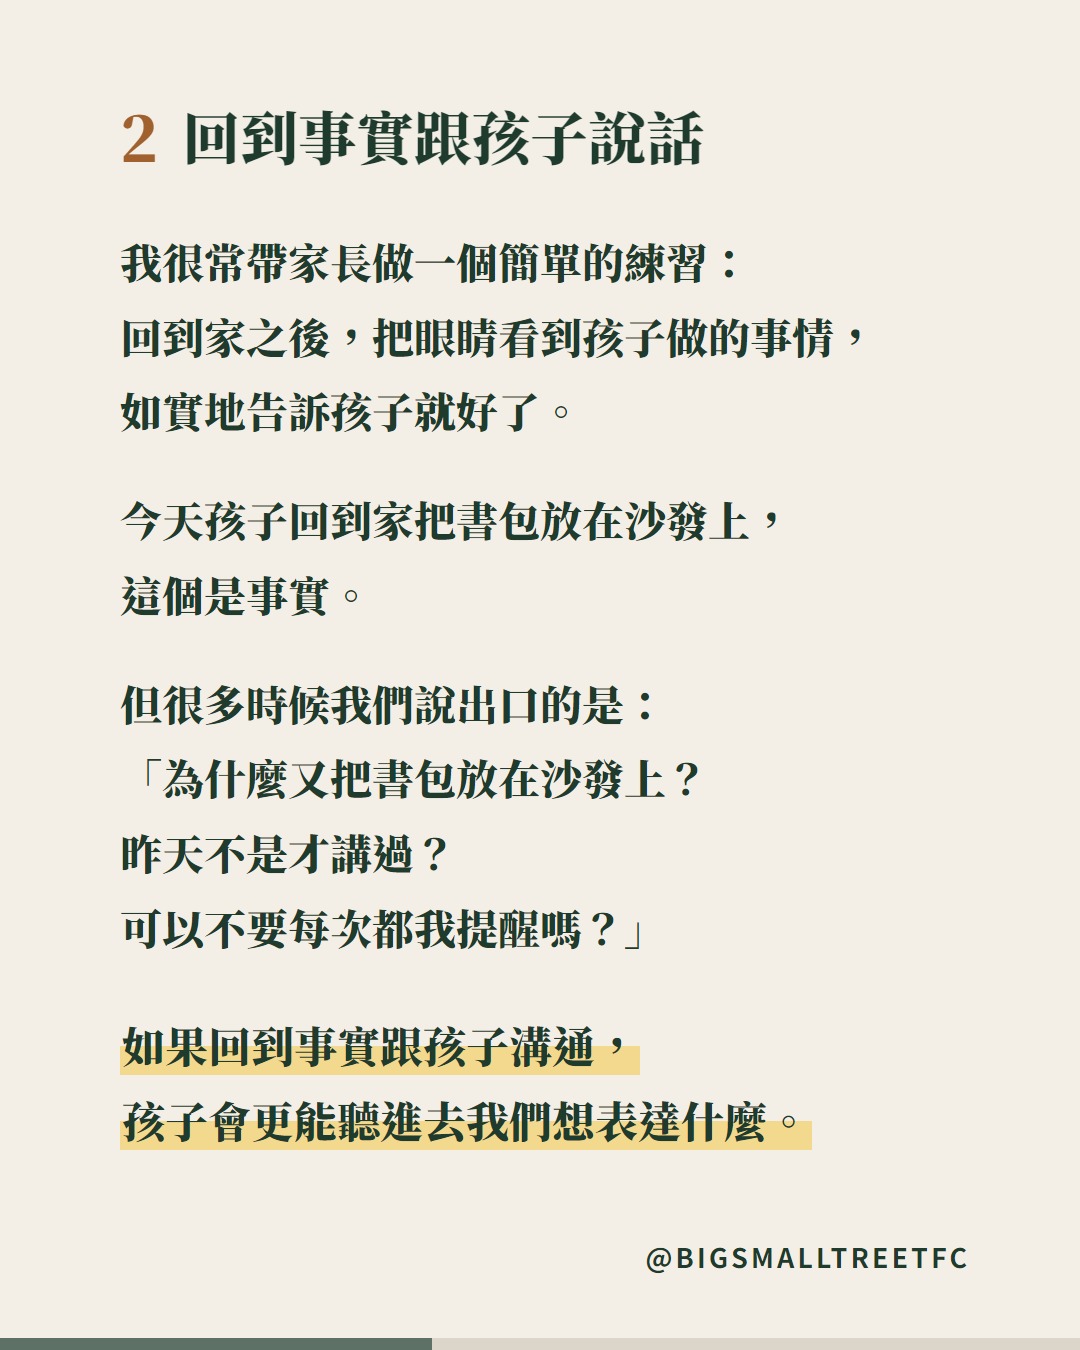 2 回到事實跟孩子說話
我很常帶家長做一個簡單的練習：
回到家之後，把眼睛看到孩子做的事情，
如實地告訴孩子就好了。
今天孩子回到家把書包放在沙發上，
這個是事實。
但很多時候我們說出口的是：
「為什麼又把書包放在沙發上？
昨天不是才講過？
可以不要每次都我提醒嗎？」
如果回到事實跟孩子溝通，
孩子會更能聽進去我們想表達什麼。
@BIGSMALLTREETFC